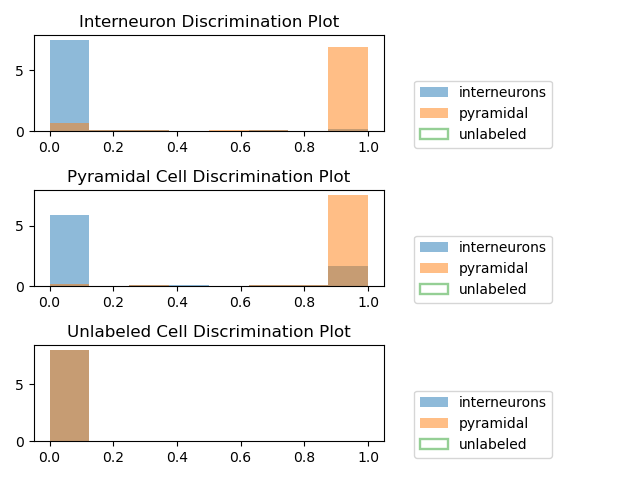 Interneuron Discrimination Plot
5
0
0.0 0.2 0.4 0.6 0.8 1.0
interneurons
pyramidal
unlabeled
Pyramidal Cell Discrimination Plot
5
0
0.0 0.2 0.4 0.6 0.8 1.0
interneurons
pyramidal
unlabeled
Unlabeled Cell Discrimination Plot
5
0
0.0 0.2 0.4 0.6 0.8 1.0
interneurons
pyramidal
unlabeled